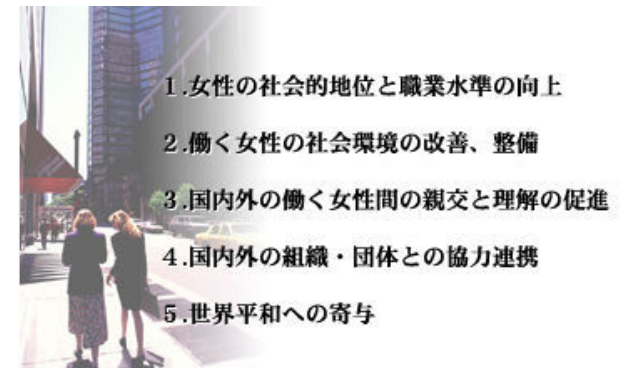 1.女性の社会的地位と職業水準の向上
2.働く女性の社会環境の改善、整備
3.国内外の働く女性間の親交と理解の促進
4.国内外の組織・団体との協力連携
5.世界平和への寄与